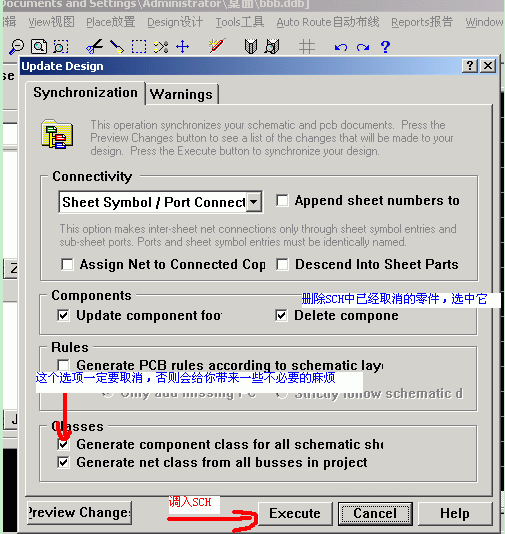 Documents and Settings\Administrator\桌面\bbb.ddb]
View视图 Place放置 Design设计 Tools工具 Auto Route自动布线 Reports报告 Window
Update Design
Synchronization
Warnings
This operation synchronizes your schematic and pcb documents. Press the
Preview Changes button to see a list of the changes that will be made to your
design. Press the Execute button to synchronize your design.
Connectivity
Sheet Symbol / Port Connect
Append sheet numbers to
This option makes inter-sheet net connections only through sheet symbol entries and
sub-sheet ports. Ports and sheet symbol entries must be identically named.
Assign Net to Connected Cop
Descend Into Sheet Parts
Components
删除SCH中已经取消的零件，选中它
Update component foo
Delete compone
Rules
Generate PCB rules according to schematic layo
这个选项一定要取消，否则会给你带来一些不必要的麻烦
Only add missing PC
Strictly follow schematic d
Classes
Generate component class for all schematic she
Generate net class from all busses in project
调入SCH
Preview Changes
Execute
Cancel
Help